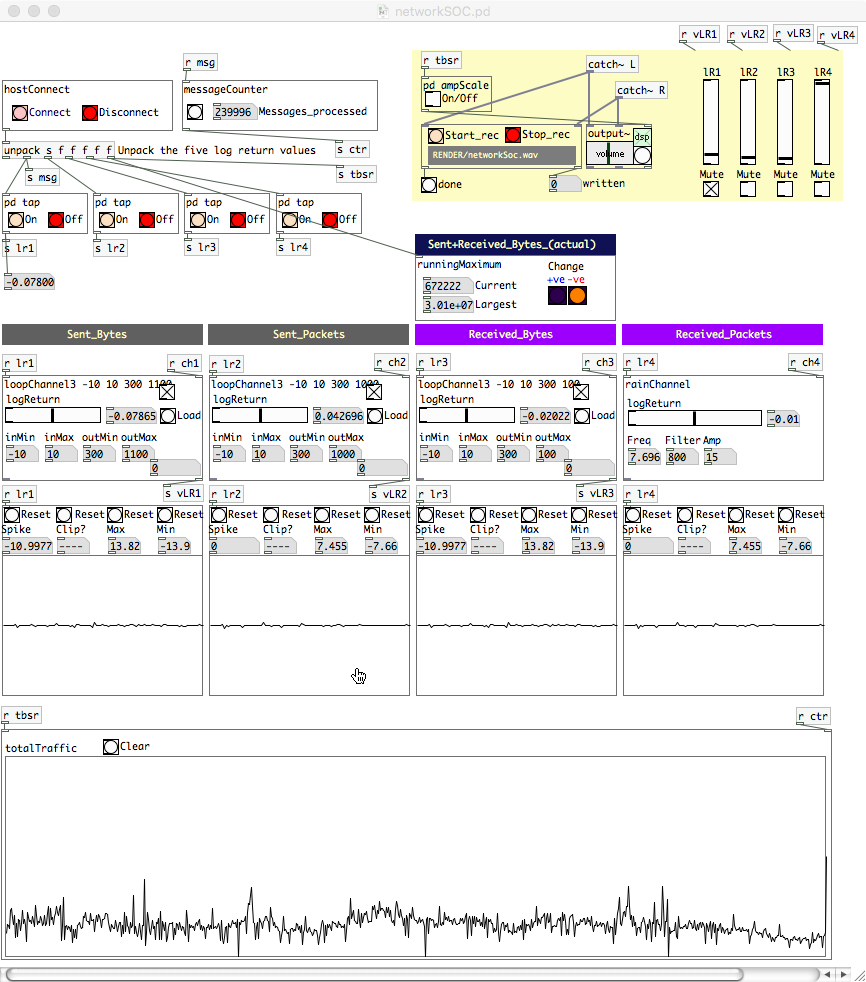 networkSOC.pd
r vLR1 r vLR2 r vLR3 r vLR4
r msg
r tbsr
catch~ L
catch~ R
lR1 lR2 lR3 lR4
hostConnect
Connect Disconnect
messageCounter
239996 Messages_processed
pd ampScale
On/Off
Start_rec Stop_rec
RENDER/networkSoc.wav
output~ dsp
volume
done
0 written
Mute Mute Mute Mute
s ctr
unpack s f f f f f Unpack the five log return values
s msg
s tbsr
pd tap pd tap pd tap pd tap
On Off On Off On Off On Off
s lr1 s lr2 s lr3 s lr4
-0.07800
Sent+Received_Bytes_(actual)
runningMaximum
672222 Current
3.01e+07 Largest
Change
+ve -ve
Sent_Bytes Sent_Packets Received_Bytes Received_Packets
r lr1 r ch1 r lr2 r ch2 r lr3 r ch3 r lr4 r ch4
loopChannel3 -10 10 300 1100
logReturn
-0.07865 Load
inMin inMax outMin outMax
-10 10 300 1100
0
loopChannel3 -10 10 300 1000
logReturn
0.042696 Load
inMin inMax outMin outMax
-10 10 300 1000
0
loopChannel3 -10 10 300 100
logReturn
-0.02022 Load
inMin inMax outMin outMax
-10 10 300 100
0
rainChannel
logReturn
-0.01
Freq Filter Amp
7.696 800 15
r lr1 s vLR1 r lr2 s vLR2 r lr3 s vLR3 r lr4
Reset Reset Reset Reset
Spike Clip? Max Min
-10.9977 ---- 13.82 -13.9
Reset Reset Reset Reset
Spike Clip? Max Min
0 ---- 7.455 -7.66
Reset Reset Reset Reset
Spike Clip? Max Min
-10.9977 ---- 13.82 -13.9
Reset Reset Reset Reset
Spike Clip? Max Min
0 ---- 7.455 -7.66
r tbsr r ctr
totalTraffic Clear